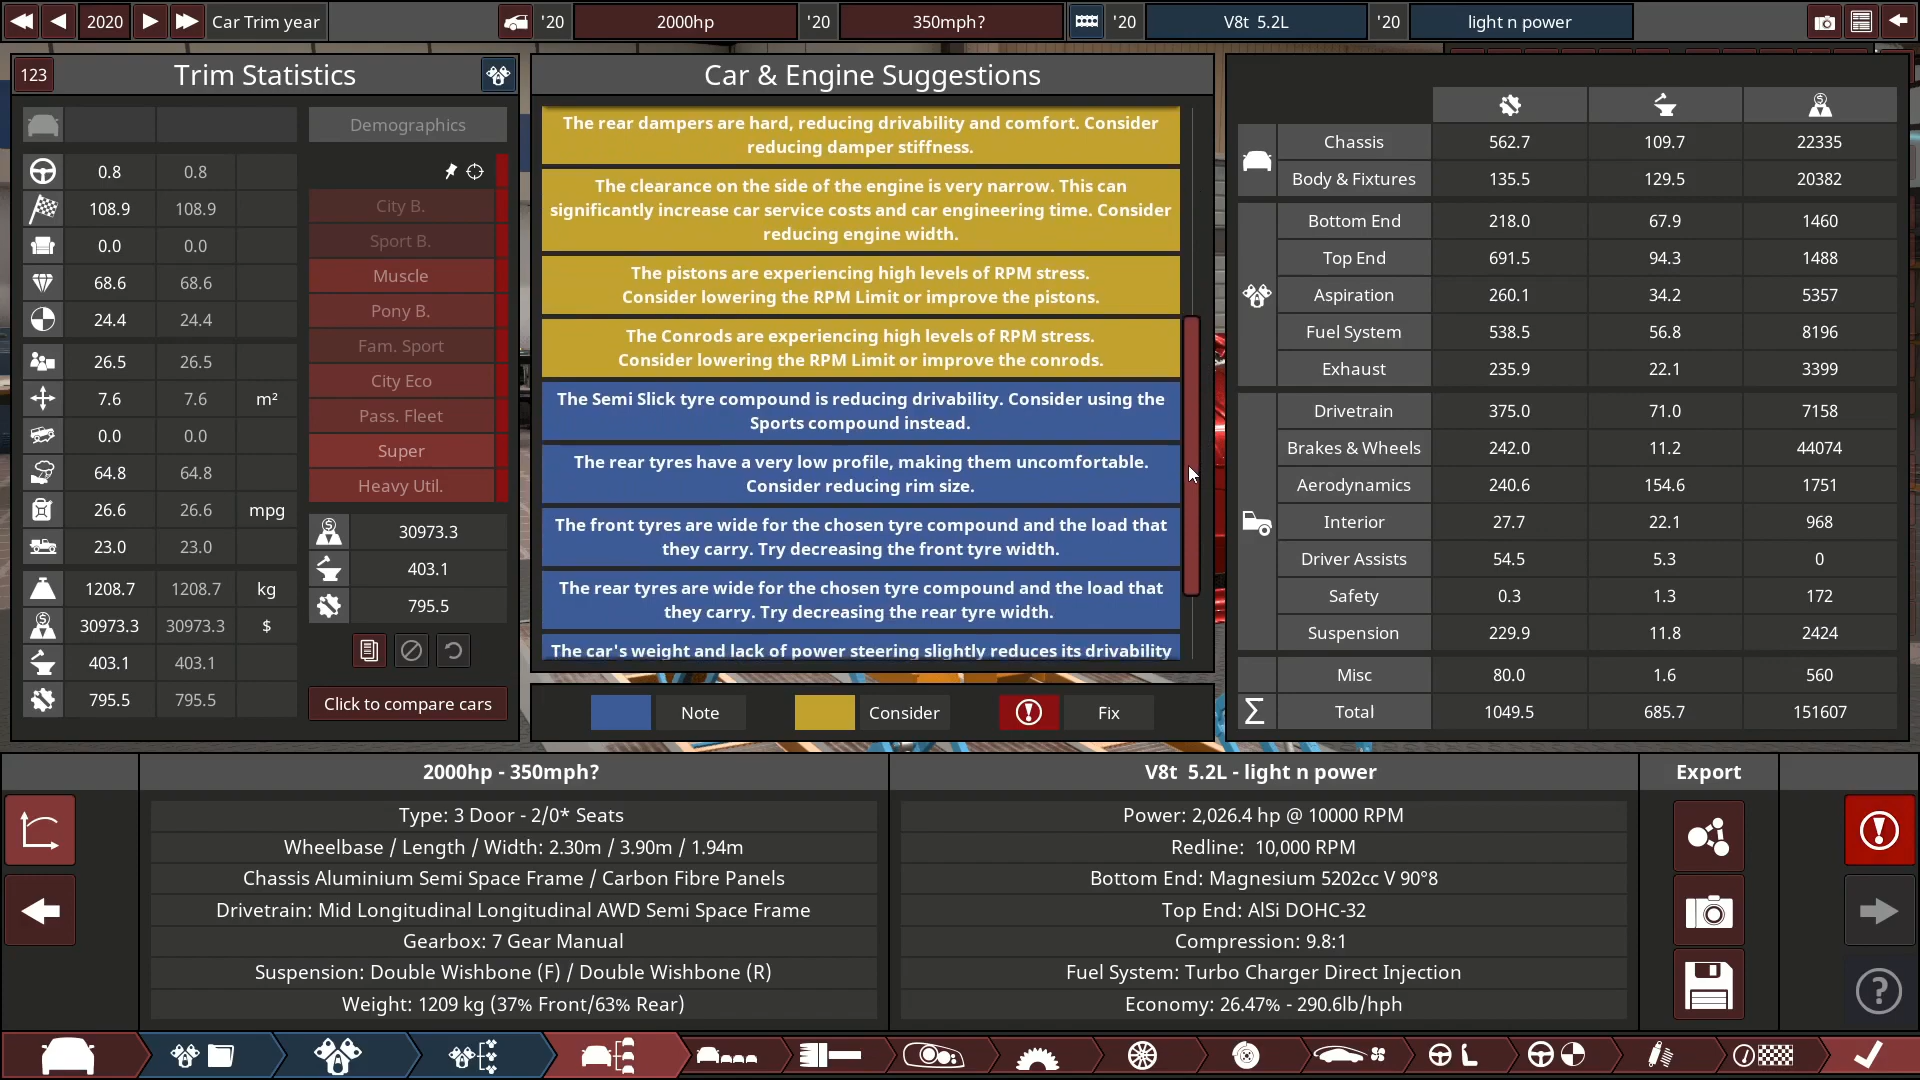 2020
Car Trim year
'20
2000hp
'20
350mph?
'20
V8t 5.2L
'20
light n power
123
Trim Statistics
Demographics
0.8 0.8
108.9 108.9
0.0 0.0
68.6 68.6
24.4 24.4
26.5 26.5
7.6 7.6 m²
0.0 0.0
64.8 64.8
26.6 26.6 mpg
23.0 23.0
1208.7 1208.7 kg
30973.3 30973.3 $
403.1 403.1
795.5 795.5
City B.
Sport B.
Muscle
Pony B.
Fam. Sport
City Eco
Pass. Fleet
Super
Heavy Util.
30973.3
403.1
795.5
Click to compare cars
Car & Engine Suggestions
The rear dampers are hard, reducing drivability and comfort. Consider
reducing damper stiffness.
The clearance on the side of the engine is very narrow. This can
significantly increase car service costs and car engineering time. Consider
reducing engine width.
The pistons are experiencing high levels of RPM stress.
Consider lowering the RPM Limit or improve the pistons.
The Conrods are experiencing high levels of RPM stress.
Consider lowering the RPM Limit or improve the conrods.
The Semi Slick tyre compound is reducing drivability. Consider using the
Sports compound instead.
The rear tyres have a very low profile, making them uncomfortable.
Consider reducing rim size.
The front tyres are wide for the chosen tyre compound and the load that
they carry. Try decreasing the front tyre width.
The rear tyres are wide for the chosen tyre compound and the load that
they carry. Try decreasing the rear tyre width.
The car's weight and lack of power steering slightly reduces its drivability
Note
Consider
Fix
Chassis 562.7 109.7 22335
Body & Fixtures 135.5 129.5 20382
Bottom End 218.0 67.9 1460
Top End 691.5 94.3 1488
Aspiration 260.1 34.2 5357
Fuel System 538.5 56.8 8196
Exhaust 235.9 22.1 3399
Drivetrain 375.0 71.0 7158
Brakes & Wheels 242.0 11.2 44074
Aerodynamics 240.6 154.6 1751
Interior 27.7 22.1 968
Driver Assists 54.5 5.3 0
Safety 0.3 1.3 172
Suspension 229.9 11.8 2424
Misc 80.0 1.6 560
Σ Total 1049.5 685.7 151607
2000hp - 350mph?
Type: 3 Door - 2/0* Seats
Wheelbase / Length / Width: 2.30m / 3.90m / 1.94m
Chassis Aluminium Semi Space Frame / Carbon Fibre Panels
Drivetrain: Mid Longitudinal Longitudinal AWD Semi Space Frame
Gearbox: 7 Gear Manual
Suspension: Double Wishbone (F) / Double Wishbone (R)
Weight: 1209 kg (37% Front/63% Rear)
V8t 5.2L - light n power
Power: 2,026.4 hp @ 10000 RPM
Redline: 10,000 RPM
Bottom End: Magnesium 5202cc V 90°8
Top End: AlSi DOHC-32
Compression: 9.8:1
Fuel System: Turbo Charger Direct Injection
Economy: 26.47% - 290.6lb/hph
Export